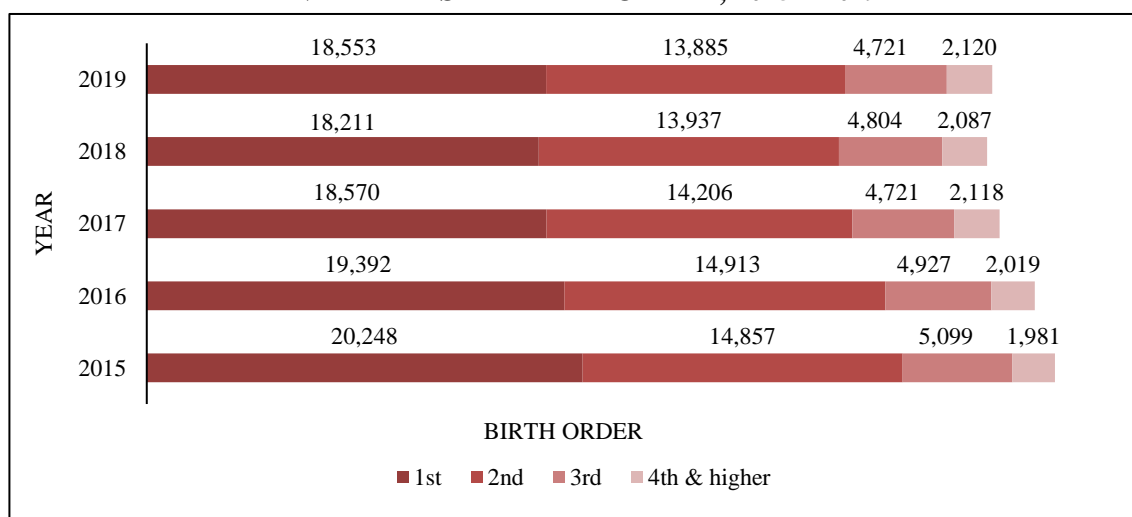 18,553 13,885 4,721 2,120
2019
18,211 13,937 4,804 2,087
2018
18,570 14,206 4,721 2,118
2017
19,392 14,913 4,927 2,019
2016
20,248 14,857 5,099 1,981
2015
YEAR
BIRTH ORDER
1st 2nd 3rd 4th & higher